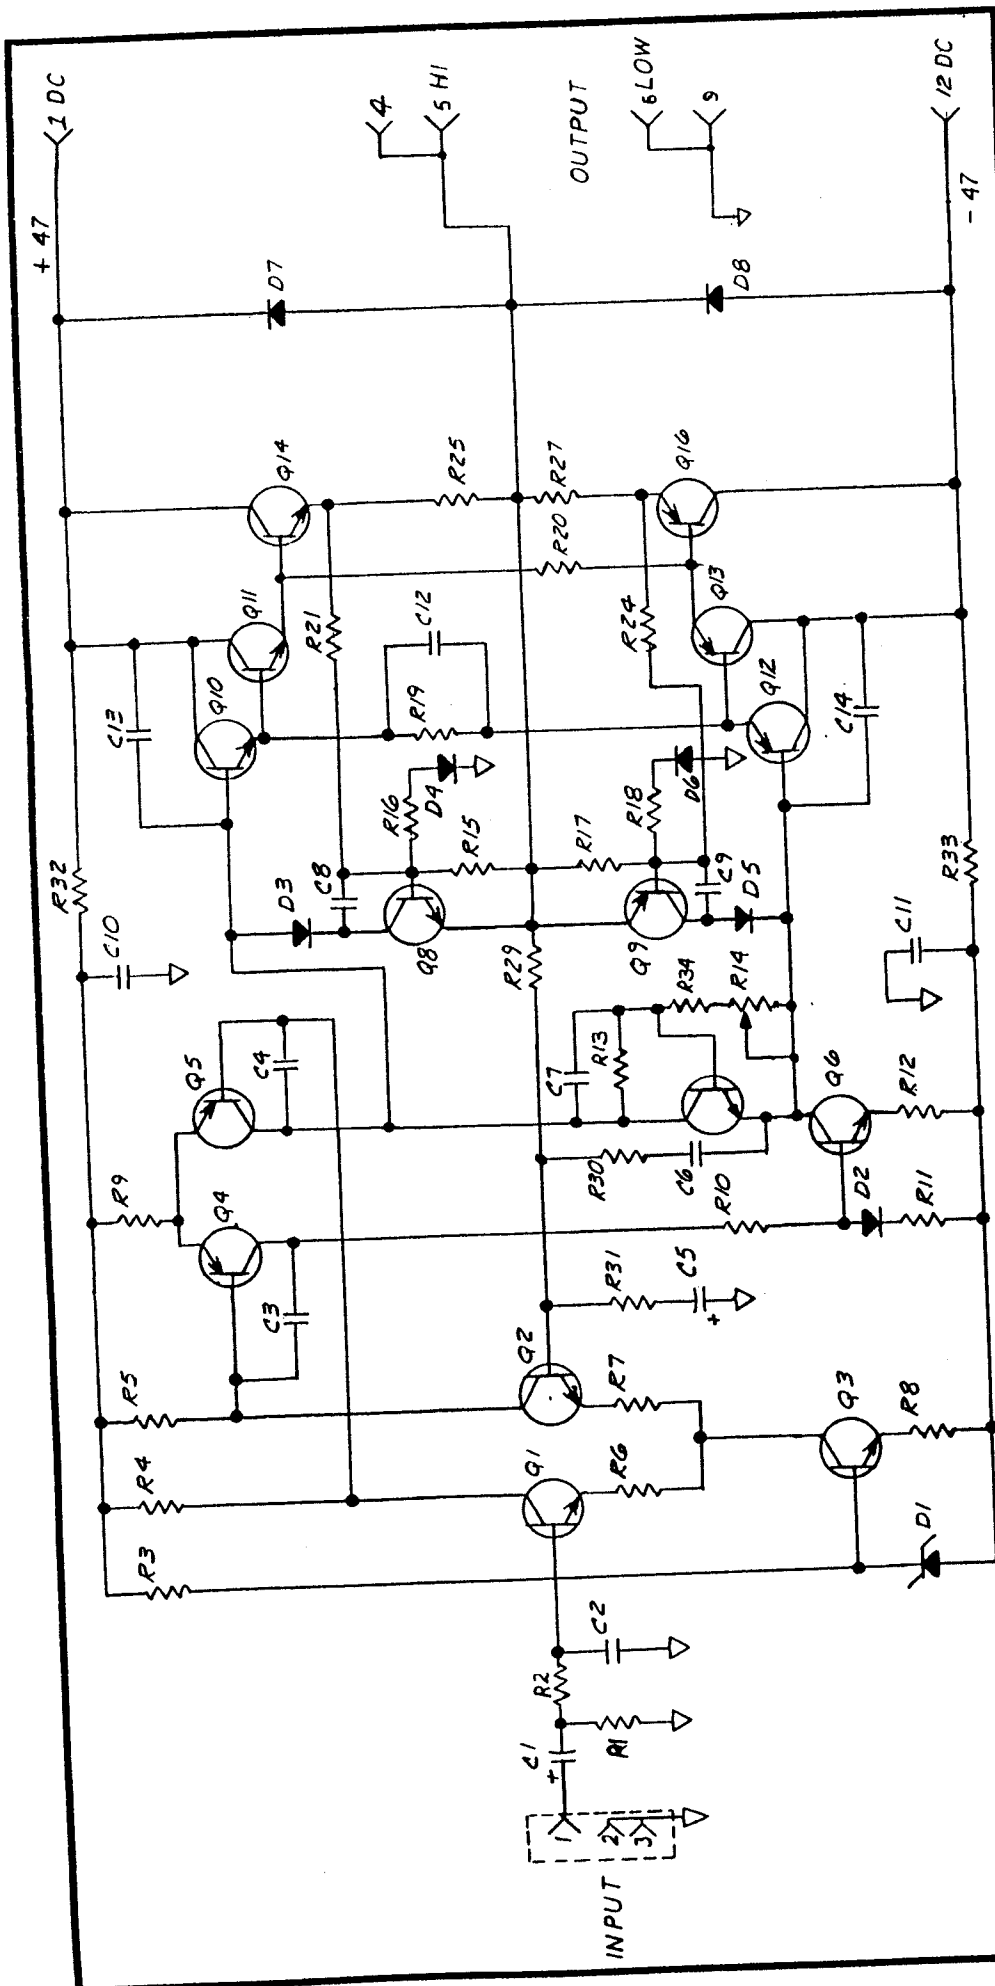 + 47
1 DC
R32
C10
R9
R5
R4
R3
Q5
C4
Q4
C3
C13
Q10
Q11
Q14
D7
4
5 HI
D3
C8
R21
R16
D4
R19
C12
R25
OUTPUT
Q8
R15
R29
R17
R18
D6
R20
R27
R24
6 LOW
9
Q9
C9
D5
Q12
Q13
Q16
D8
C7
R13
R34
R14
R30
C6
R10
Q2
R31
C5
+
R7
Q1
R6
INPUT
1
2
3
C1
+
R1
R2
C2
Q3
R8
D1
D2
R11
Q6
R12
C11
R33
C14
12 DC
- 47